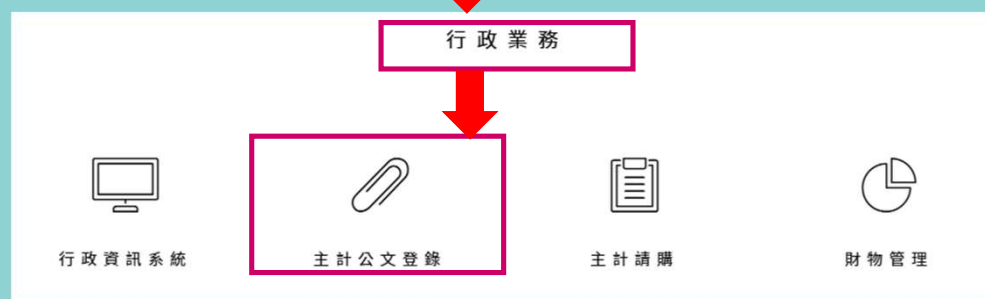 行政業務
行政資訊系統
主計公文登錄
主計請購
財物管理